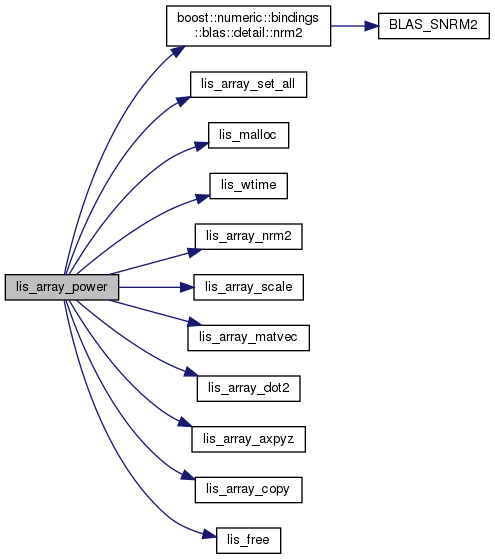 boost::numeric::bindings
::blas::detail::nrm2
BLAS_SNRM2
lis_array_set_all
lis_malloc
lis_wtime
lis_array_nrm2
lis_array_power
lis_array_scale
lis_array_matvec
lis_array_dot2
lis_array_axpyz
lis_array_copy
lis_free